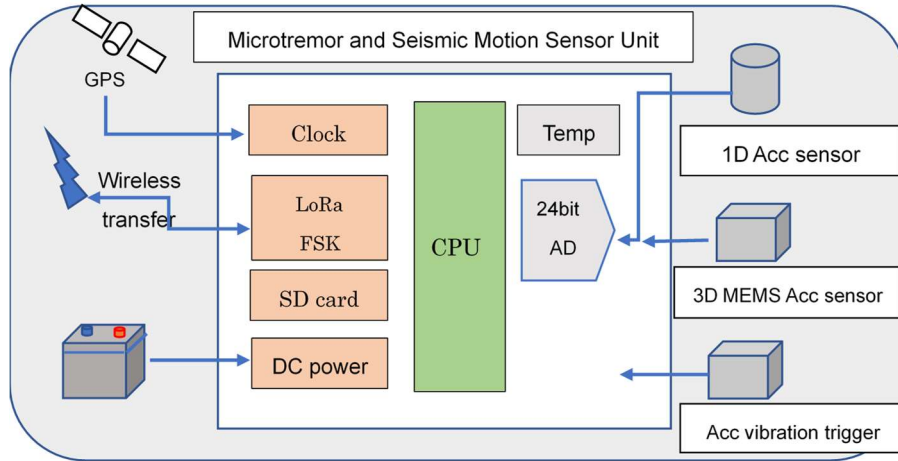 Microtremor and Seismic Motion Sensor Unit
GPS
Clock
Temp
1D Acc sensor
Wireless
transfer
LoRa
FSK
CPU
24bit
AD
SD card
3D MEMS Acc sensor
DC power
Acc vibration trigger